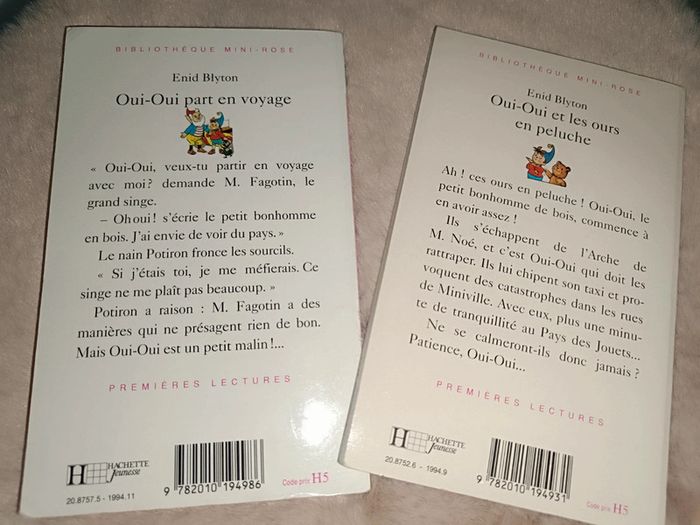 BIBLIOTHÈQUE MINI-ROSE
Enid Blyton
Oui-Oui part en voyage
« Oui-Oui, veux-tu partir en voyage
avec moi? demande M. Fagotin, le
grand singe.
– Oh oui! s'écrie le petit bonhomme
en bois. J'ai envie de voir du pays. »
Le nain Potiron fronce les sourcils.
« Si j'étais toi, je me méfierais. Ce
singe ne me plaît pas beaucoup. »
Potiron a raison : M. Fagotin a des
manières qui ne présagent rien de bon.
Mais Oui-Oui est un petit malin !...
PREMIÈRES LECTURES
H HACHETTE
Jeunesse
20.8757.5 - 1994.11
9 782010 194986
Code prix H5
BIBLIOTHÈQUE MINI-ROSE
Enid Blyton
Oui-Oui et les ours
en peluche
Ah ! ces ours en peluche ! Oui-Oui, le
petit bonhomme de bois, commence à
en avoir assez !
Ils s'échappent de l'Arche de
M. Noé, et c'est Oui-Oui qui doit les
rattraper. Ils lui chipent son taxi et pro-
voquent des catastrophes dans les rues
de Miniville. Avec eux, plus une minu-
te de tranquillité au Pays des Jouets...
Ne se calmeront-ils donc jamais ?
Patience, Oui-Oui...
PREMIÈRES LECTURES
H HACHETTE
Jeunesse
20.8752.6 - 1994.9
9 782010 194931
Code prix H5